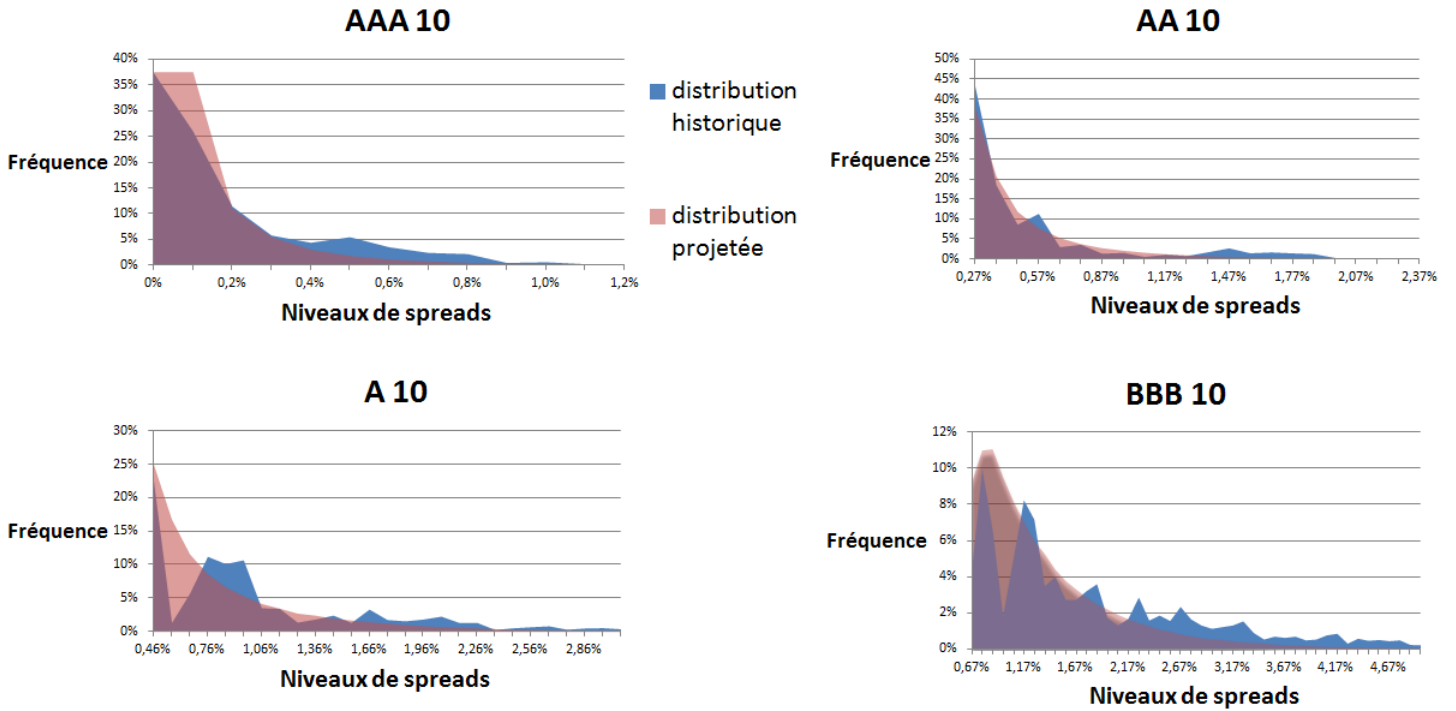 AAA 10
40%
35%
30%
25%
20%
15%
10%
5%
0%
Fréquence
0% 0,2% 0,4% 0,6% 0,8% 1,0% 1,2%
Niveaux de spreads
distribution
historique
distribution
projetée
AA 10
50%
45%
40%
35%
30%
25%
20%
15%
10%
5%
0%
Fréquence
0,27% 0,57% 0,87% 1,17% 1,47% 1,77% 2,07% 2,37%
Niveaux de spreads
A 10
30%
25%
20%
15%
10%
5%
0%
Fréquence
0,46% 0,76% 1,06% 1,36% 1,66% 1,96% 2,26% 2,56% 2,86%
Niveaux de spreads
BBB 10
12%
10%
8%
6%
4%
2%
0%
Fréquence
0,67% 1,17% 1,67% 2,17% 2,67% 3,17% 3,67% 4,17% 4,67%
Niveaux de spreads